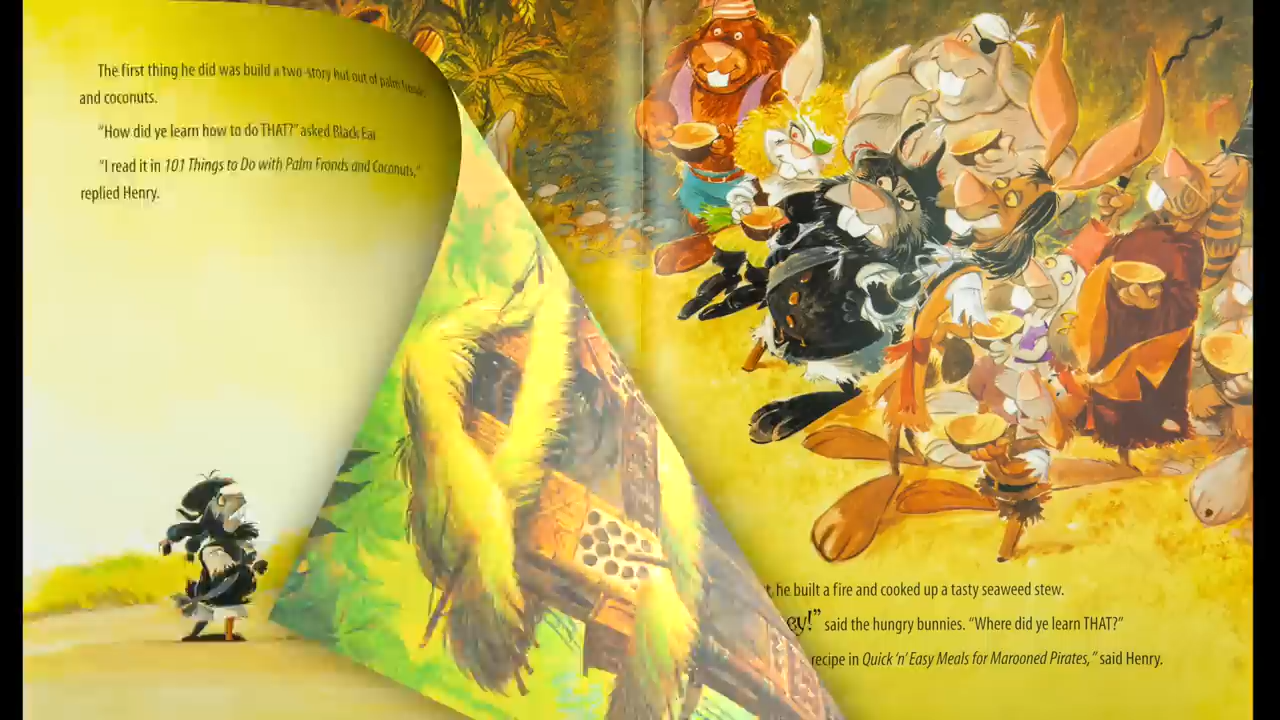 The first thing he did was build a two-story hut out of palm fronds
and coconuts.
"How did ye learn how to do THAT?" asked Black Ear
"I read it in 101 Things to Do with Palm Fronds and Coconuts,"
replied Henry.
he built a fire and cooked up a tasty seaweed stew.
said the hungry bunnies. "Where did ye learn THAT?"
recipe in Quick 'n' Easy Meals for Marooned Pirates," said Henry.